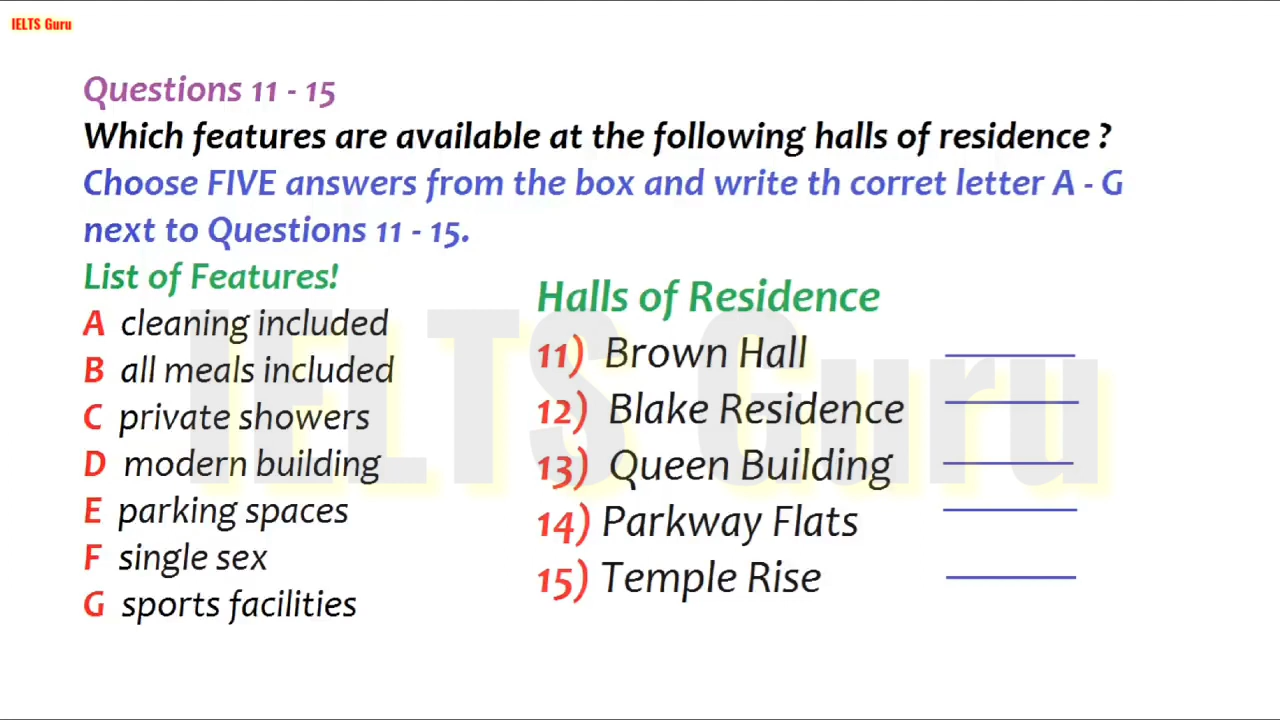 IELTS Guru
Questions 11 - 15
Which features are available at the following halls of residence ?
Choose FIVE answers from the box and write th corret letter A - G
next to Questions 11 - 15.
List of Features!
A cleaning included
B all meals included
C private showers
D modern building
E parking spaces
F single sex
G sports facilities
Halls of Residence
11) Brown Hall
12) Blake Residence
13) Queen Building
14) Parkway Flats
15) Temple Rise
IELTS Guru